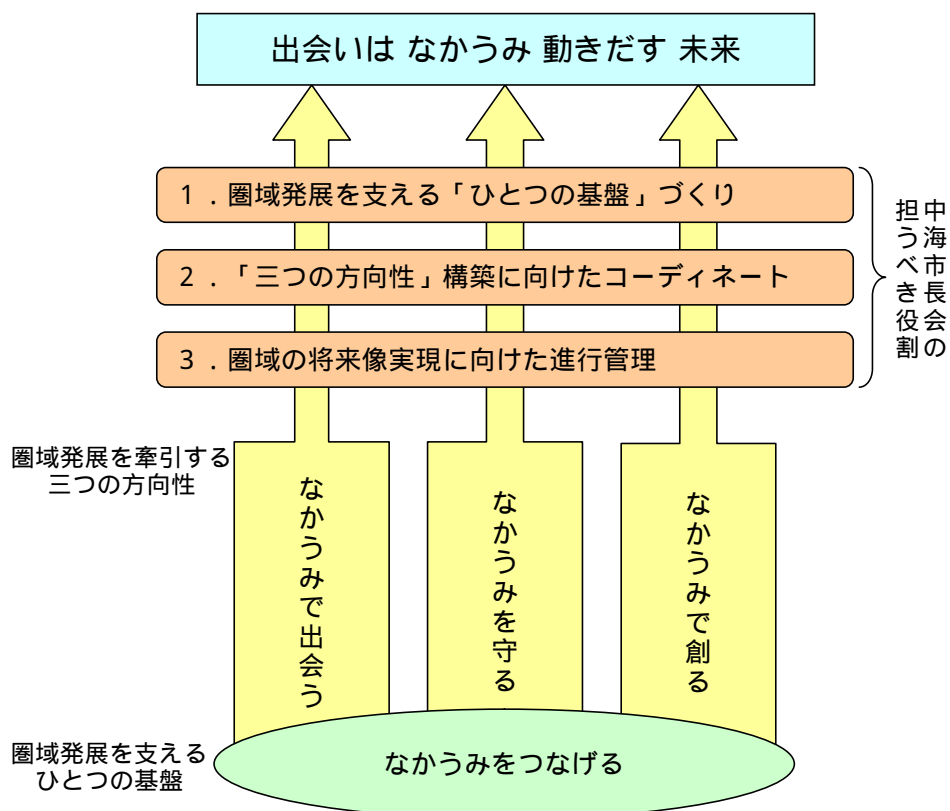 出会いは なかうみ 動きだす 未来
1．圏域発展を支える「ひとつの基盤」づくり
2．「三つの方向性」構築に向けたコーディネート
3．圏域の将来像実現に向けた進行管理
中海市長会の
担うべき役割
圏域発展を牽引する
三つの方向性
なかうみで出会う
なかうみを守る
なかうみで創る
圏域発展を支える
ひとつの基盤
なかうみをつなげる